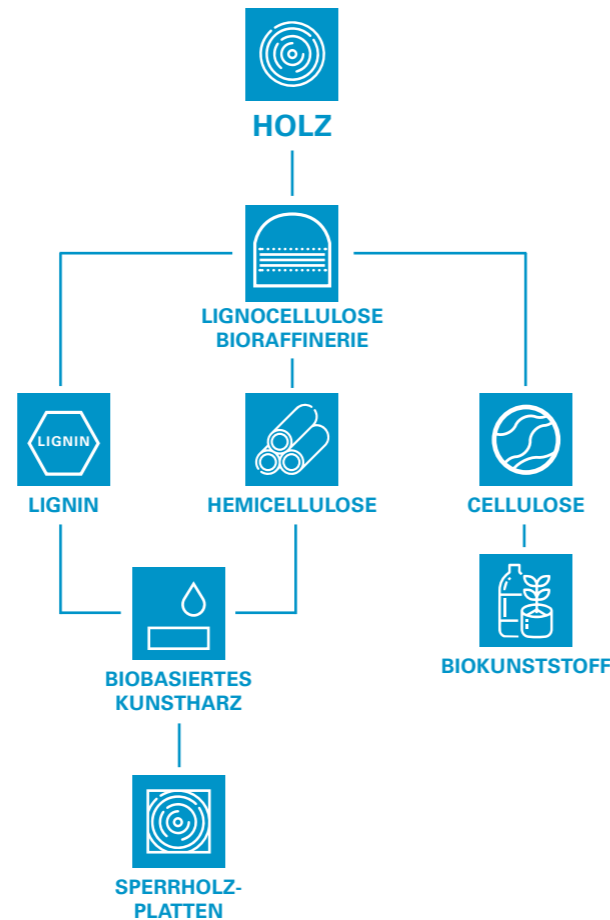 HOLZ
LIGNOCELLULOSE
BIORAFFINERIE
LIGNIN
LIGNIN
HEMICELLULOSE
CELLULOSE
BIOBASIERTES
KUNSTHARZ
BIOKUNSTSTOFF
SPERRHOLZ-
PLATTEN